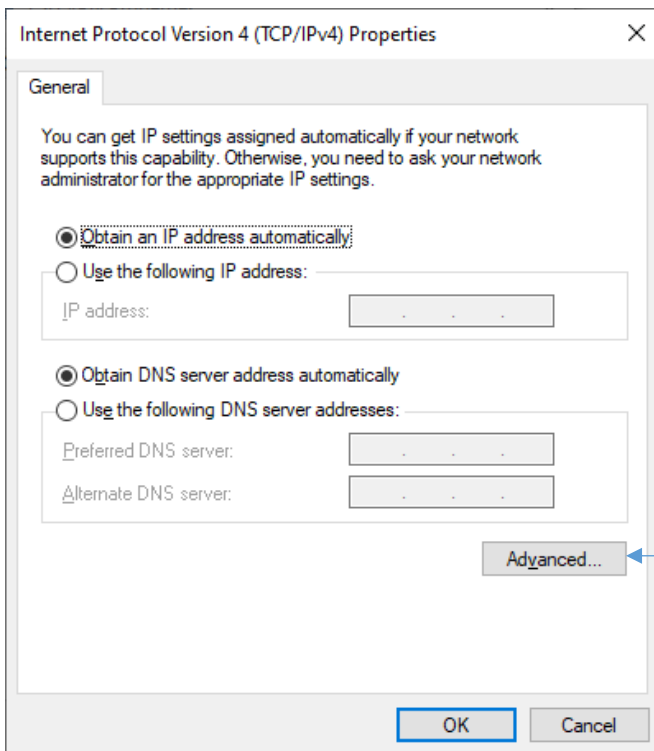 Internet Protocol Version 4 (TCP/IPv4) Properties
General
You can get IP settings assigned automatically if your network
supports this capability. Otherwise, you need to ask your network
administrator for the appropriate IP settings.
Obtain an IP address automatically
Use the following IP address:
IP address:
Obtain DNS server address automatically
Use the following DNS server addresses:
Preferred DNS server:
Alternate DNS server:
Advanced...
OK Cancel